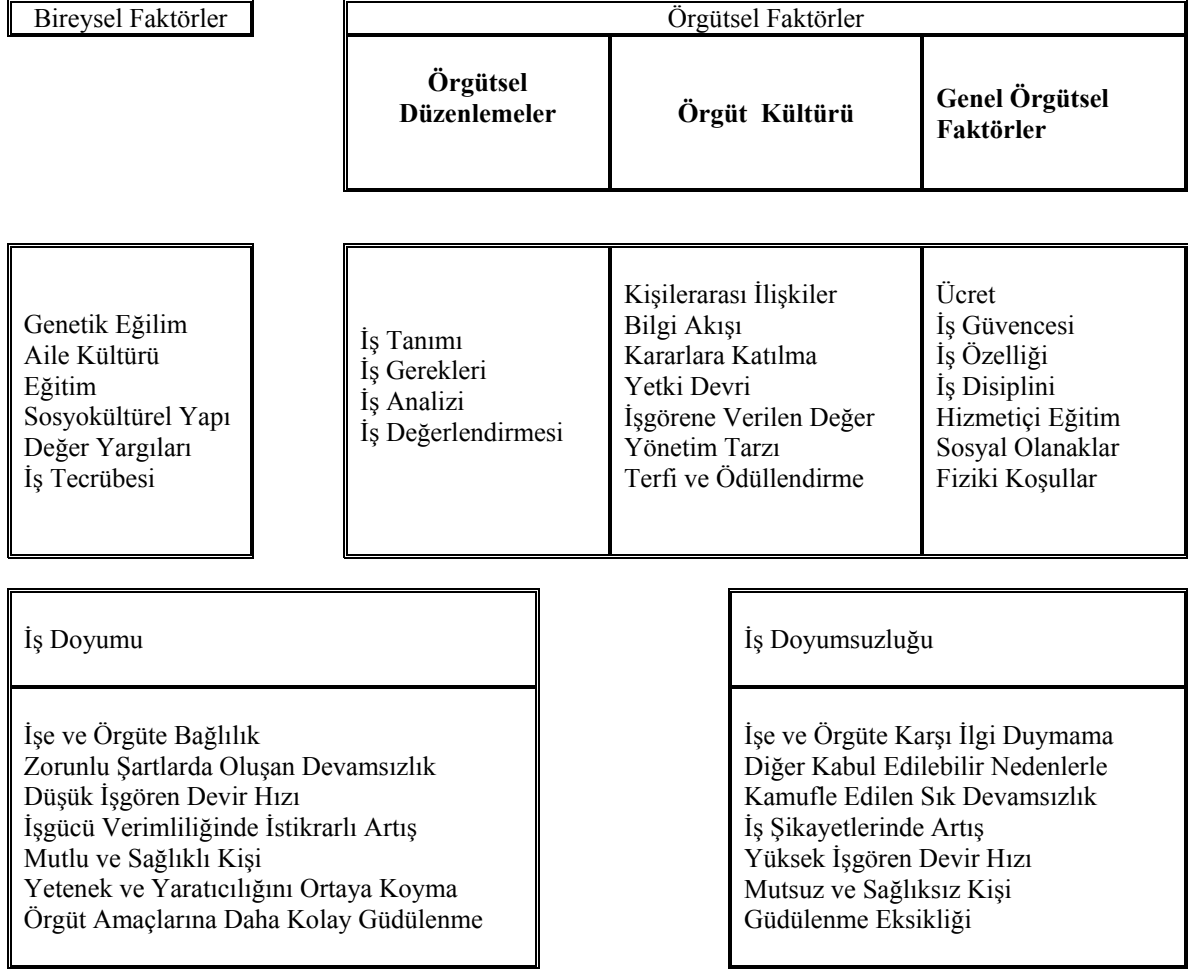 Bireysel Faktörler
Örgütsel Faktörler
Örgütsel
Düzenlemeler
Örgüt Kültürü
Genel Örgütsel
Faktörler
Genetik Eğilim
Aile Kültürü
Eğitim
Sosyokültürel Yapı
Değer Yargıları
İş Tecrübesi
İş Tanımı
İş Gerekleri
İş Analizi
İş Değerlendirmesi
Kişilerarası İlişkiler
Bilgi Akışı
Kararlara Katılma
Yetki Devri
İşgörene Verilen Değer
Yönetim Tarzı
Terfi ve Ödüllendirme
Ücret
İş Güvencesi
İş Özelliği
İş Disiplini
Hizmetiçi Eğitim
Sosyal Olanaklar
Fiziki Koşullar
İş Doyumu
İşe ve Örgüte Bağlılık
Zorunlu Şartlarda Oluşan Devamsızlık
Düşük İşgören Devir Hızı
İşgücü Verimliliğinde İstikrarlı Artış
Mutlu ve Sağlıklı Kişi
Yetenek ve Yaratıcılığını Ortaya Koyma
Örgüt Amaçlarına Daha Kolay Güdülenme
İş Doyumsuzluğu
İşe ve Örgüte Karşı İlgi Duymama
Diğer Kabul Edilebilir Nedenlerle
Kamufle Edilen Sık Devamsızlık
İş Şikayetlerinde Artış
Yüksek İşgören Devir Hızı
Mutsuz ve Sağlıksız Kişi
Güdülenme Eksikliği